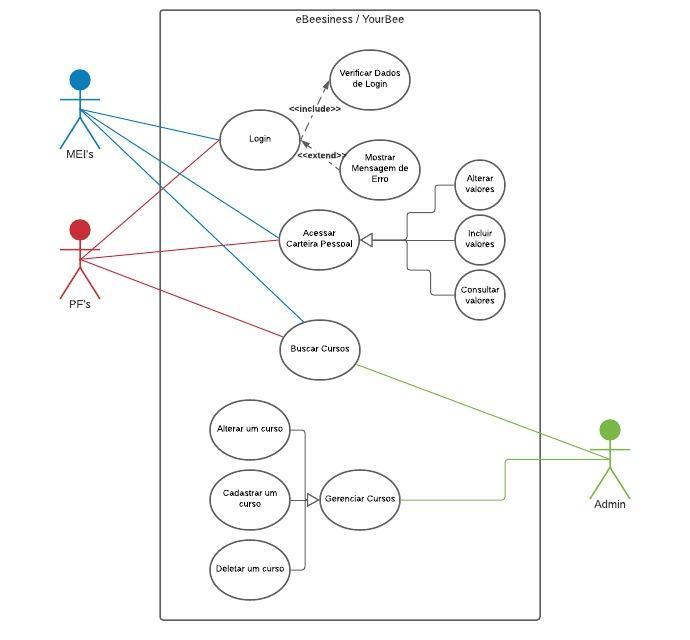 eBeesiness / YourBee
Verificar Dados
de Login
<<include>>
Login
<<extend>>
Mostrar
Mensagem de
Erro
MEI's
Alterar
valores
Acessar
Carteira Pessoal
Incluir
valores
PF's
Consultar
valores
Buscar Cursos
Alterar um curso
Cadastrar um
curso
Gerenciar Cursos
Admin
Deletar um curso